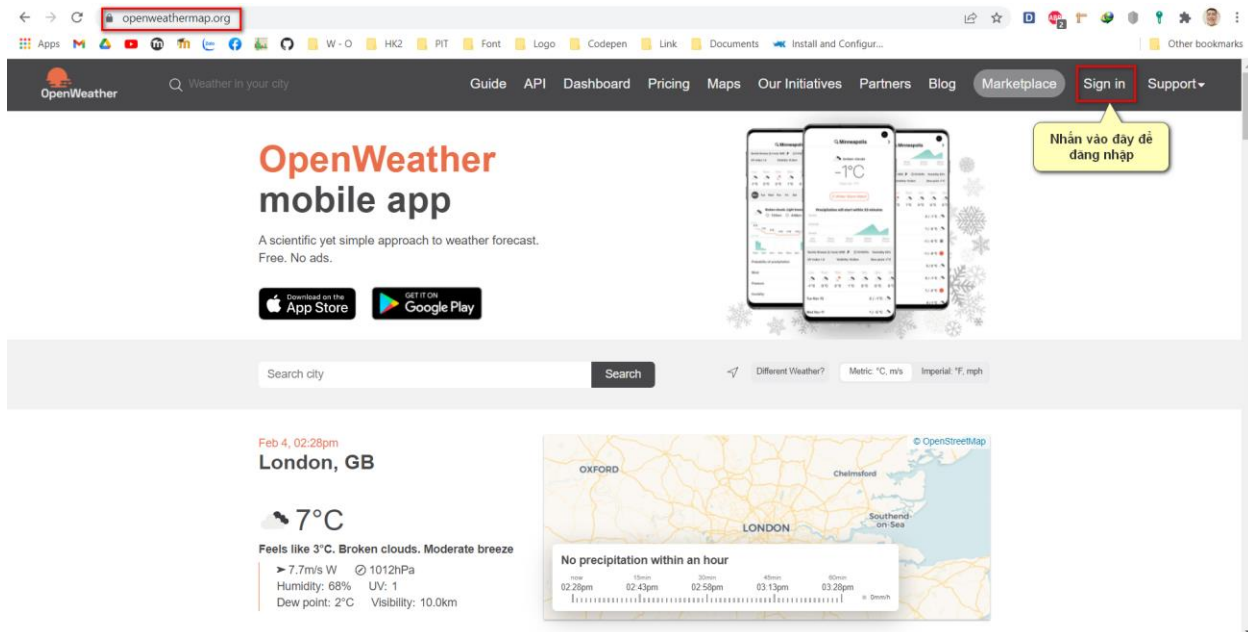 openweathermap.org
Apps W - O HK2 PIT Font Logo Codepen Link Documents Install and Configur... Other bookmarks
OpenWeather Weather in your city Guide API Dashboard Pricing Maps Our Initiatives Partners Blog Marketplace Sign in Support
Nhấn vào đây để
đăng nhập
OpenWeather
mobile app
A scientific yet simple approach to weather forecast.
Free. No ads.
Download on the
App Store
GET IT ON
Google Play
Minneapolis
-1°C
Search city Search Different Weather? Metric: °C, m/s Imperial: °F, mph
Feb 4, 02:28pm
London, GB
7°C
Feels like 3°C. Broken clouds. Moderate breeze
7.7m/s W 1012hPa
Humidity: 68% UV: 1
Dew point: 2°C Visibility: 10.0km
© OpenStreetMap
OXFORD
Chelmsford
Southend-
on-Sea
LONDON
No precipitation within an hour
now 15min 30min 45min 60min
02:28pm 02:43pm 02:58pm 03:13pm 03:28pm
0mm/h